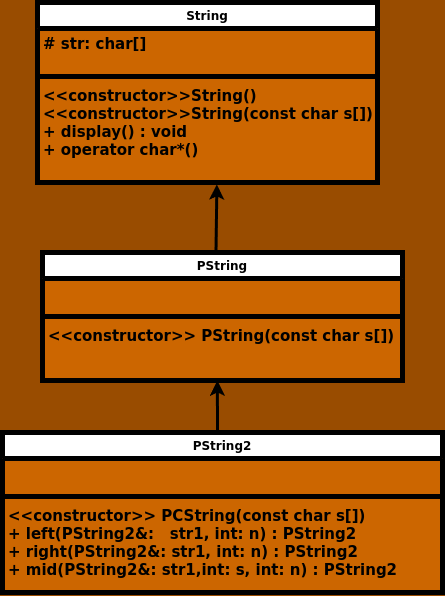 String
# str: char[]
<<constructor>>String()
<<constructor>>String(const char s[])
+ display() : void
+ operator char*()
PString
<<constructor>> PString(const char s[])
PString2
<<constructor>> PCString(const char s[])
+ left(PString2&:   str1, int: n) : PString2
+ right(PString2&: str1, int: n) : PString2
+ mid(PString2&: str1,int: s, int: n) : PString2